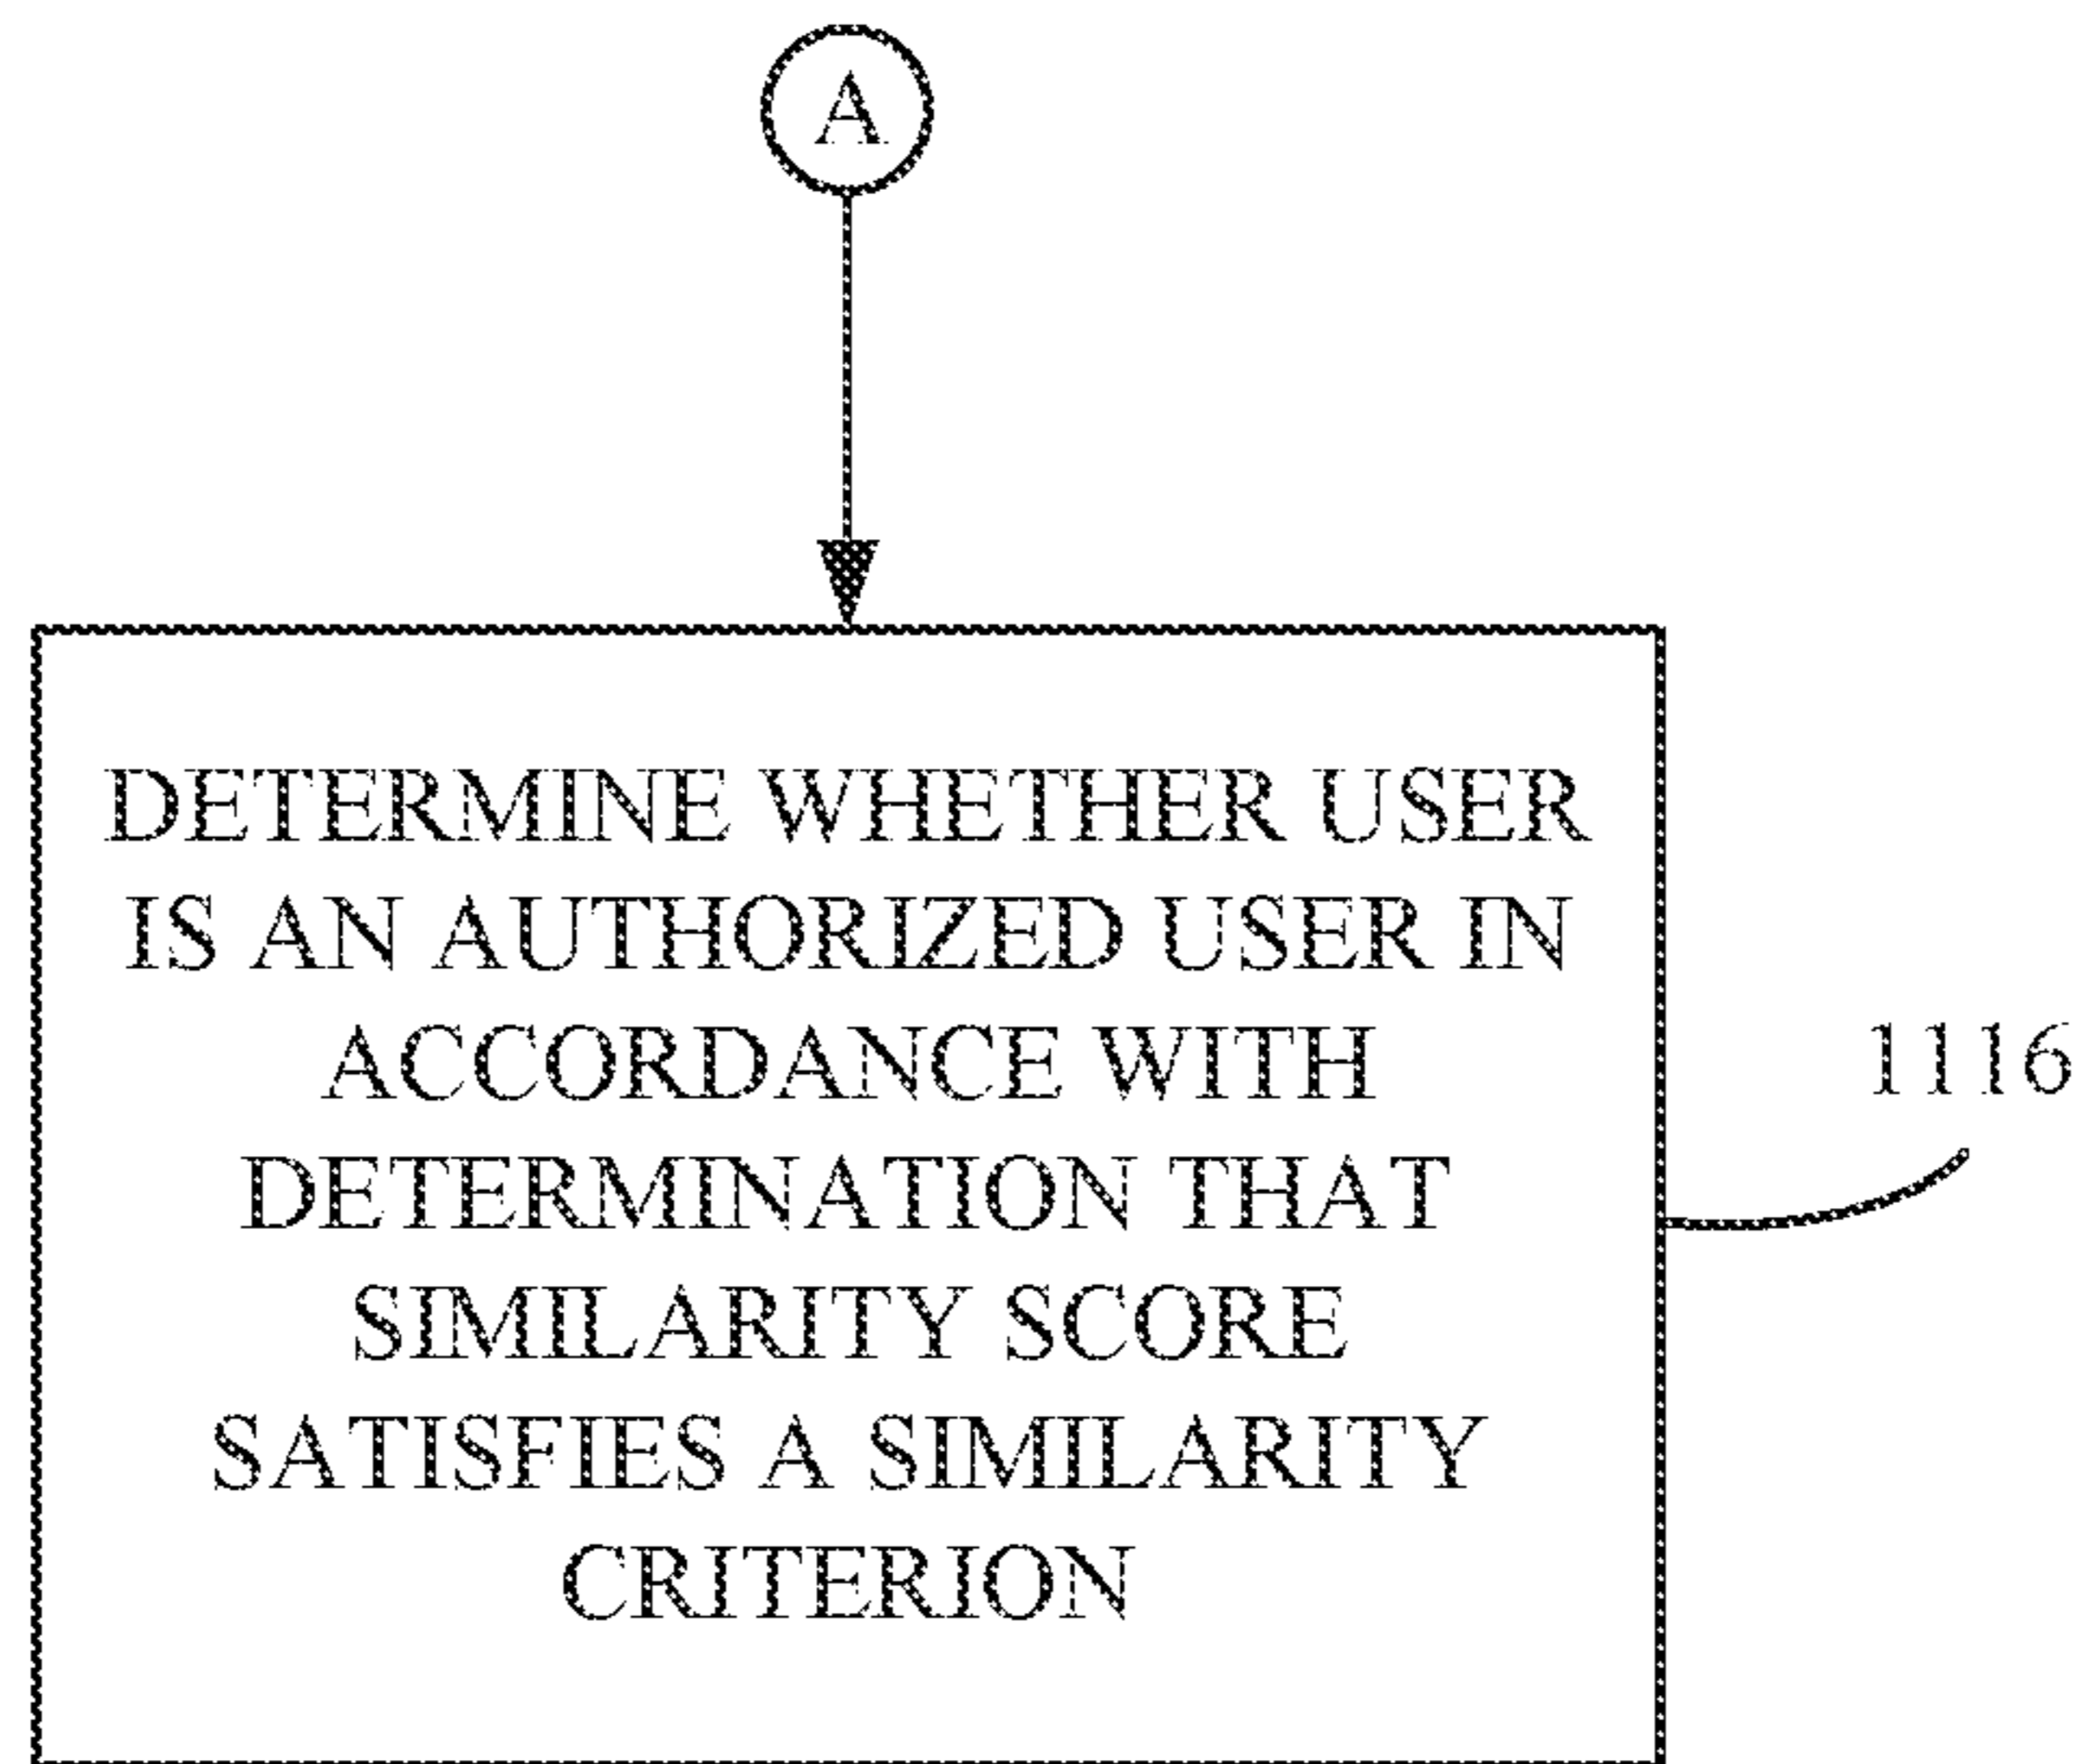 A
DETERMINE WHETHER USER
IS AN AUTHORIZED USER IN
ACCORDANCE WITH
DETERMINATION THAT
SIMILARITY SCORE
SATISFIES A SIMILARITY
CRITERION
1116